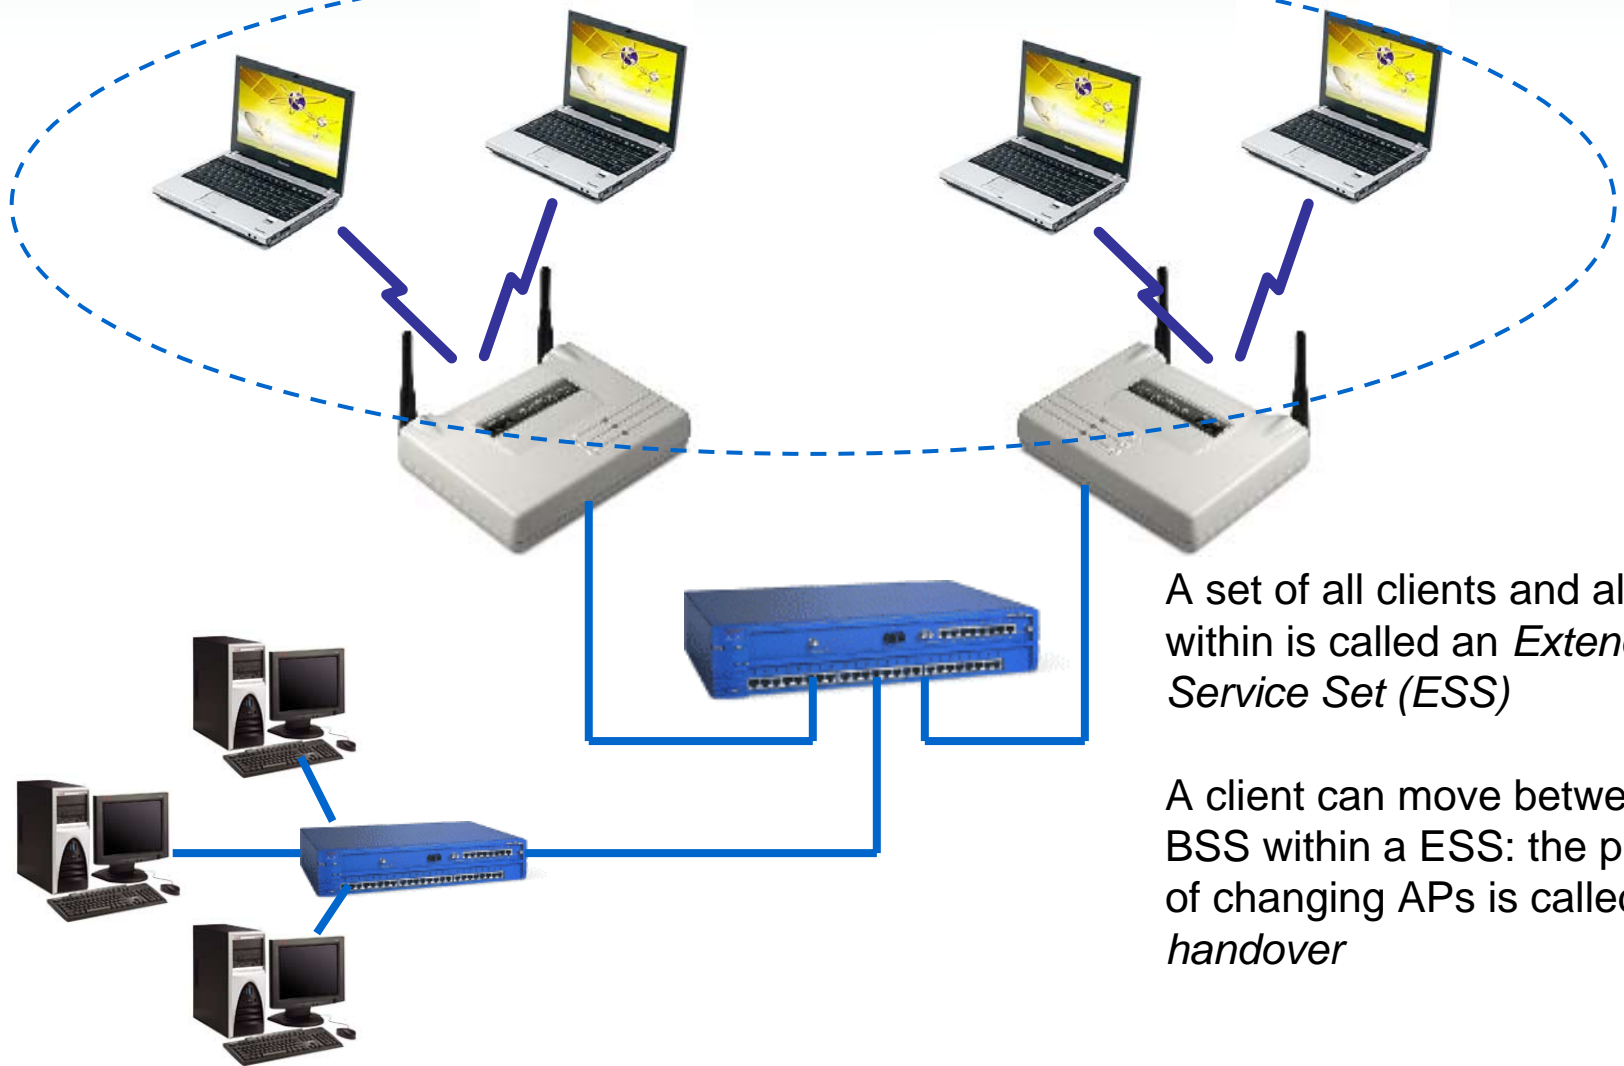 A set of all clients and al
within is called an Extend
Service Set (ESS)
A client can move betwe
BSS within a ESS: the p
of changing APs is called
handover